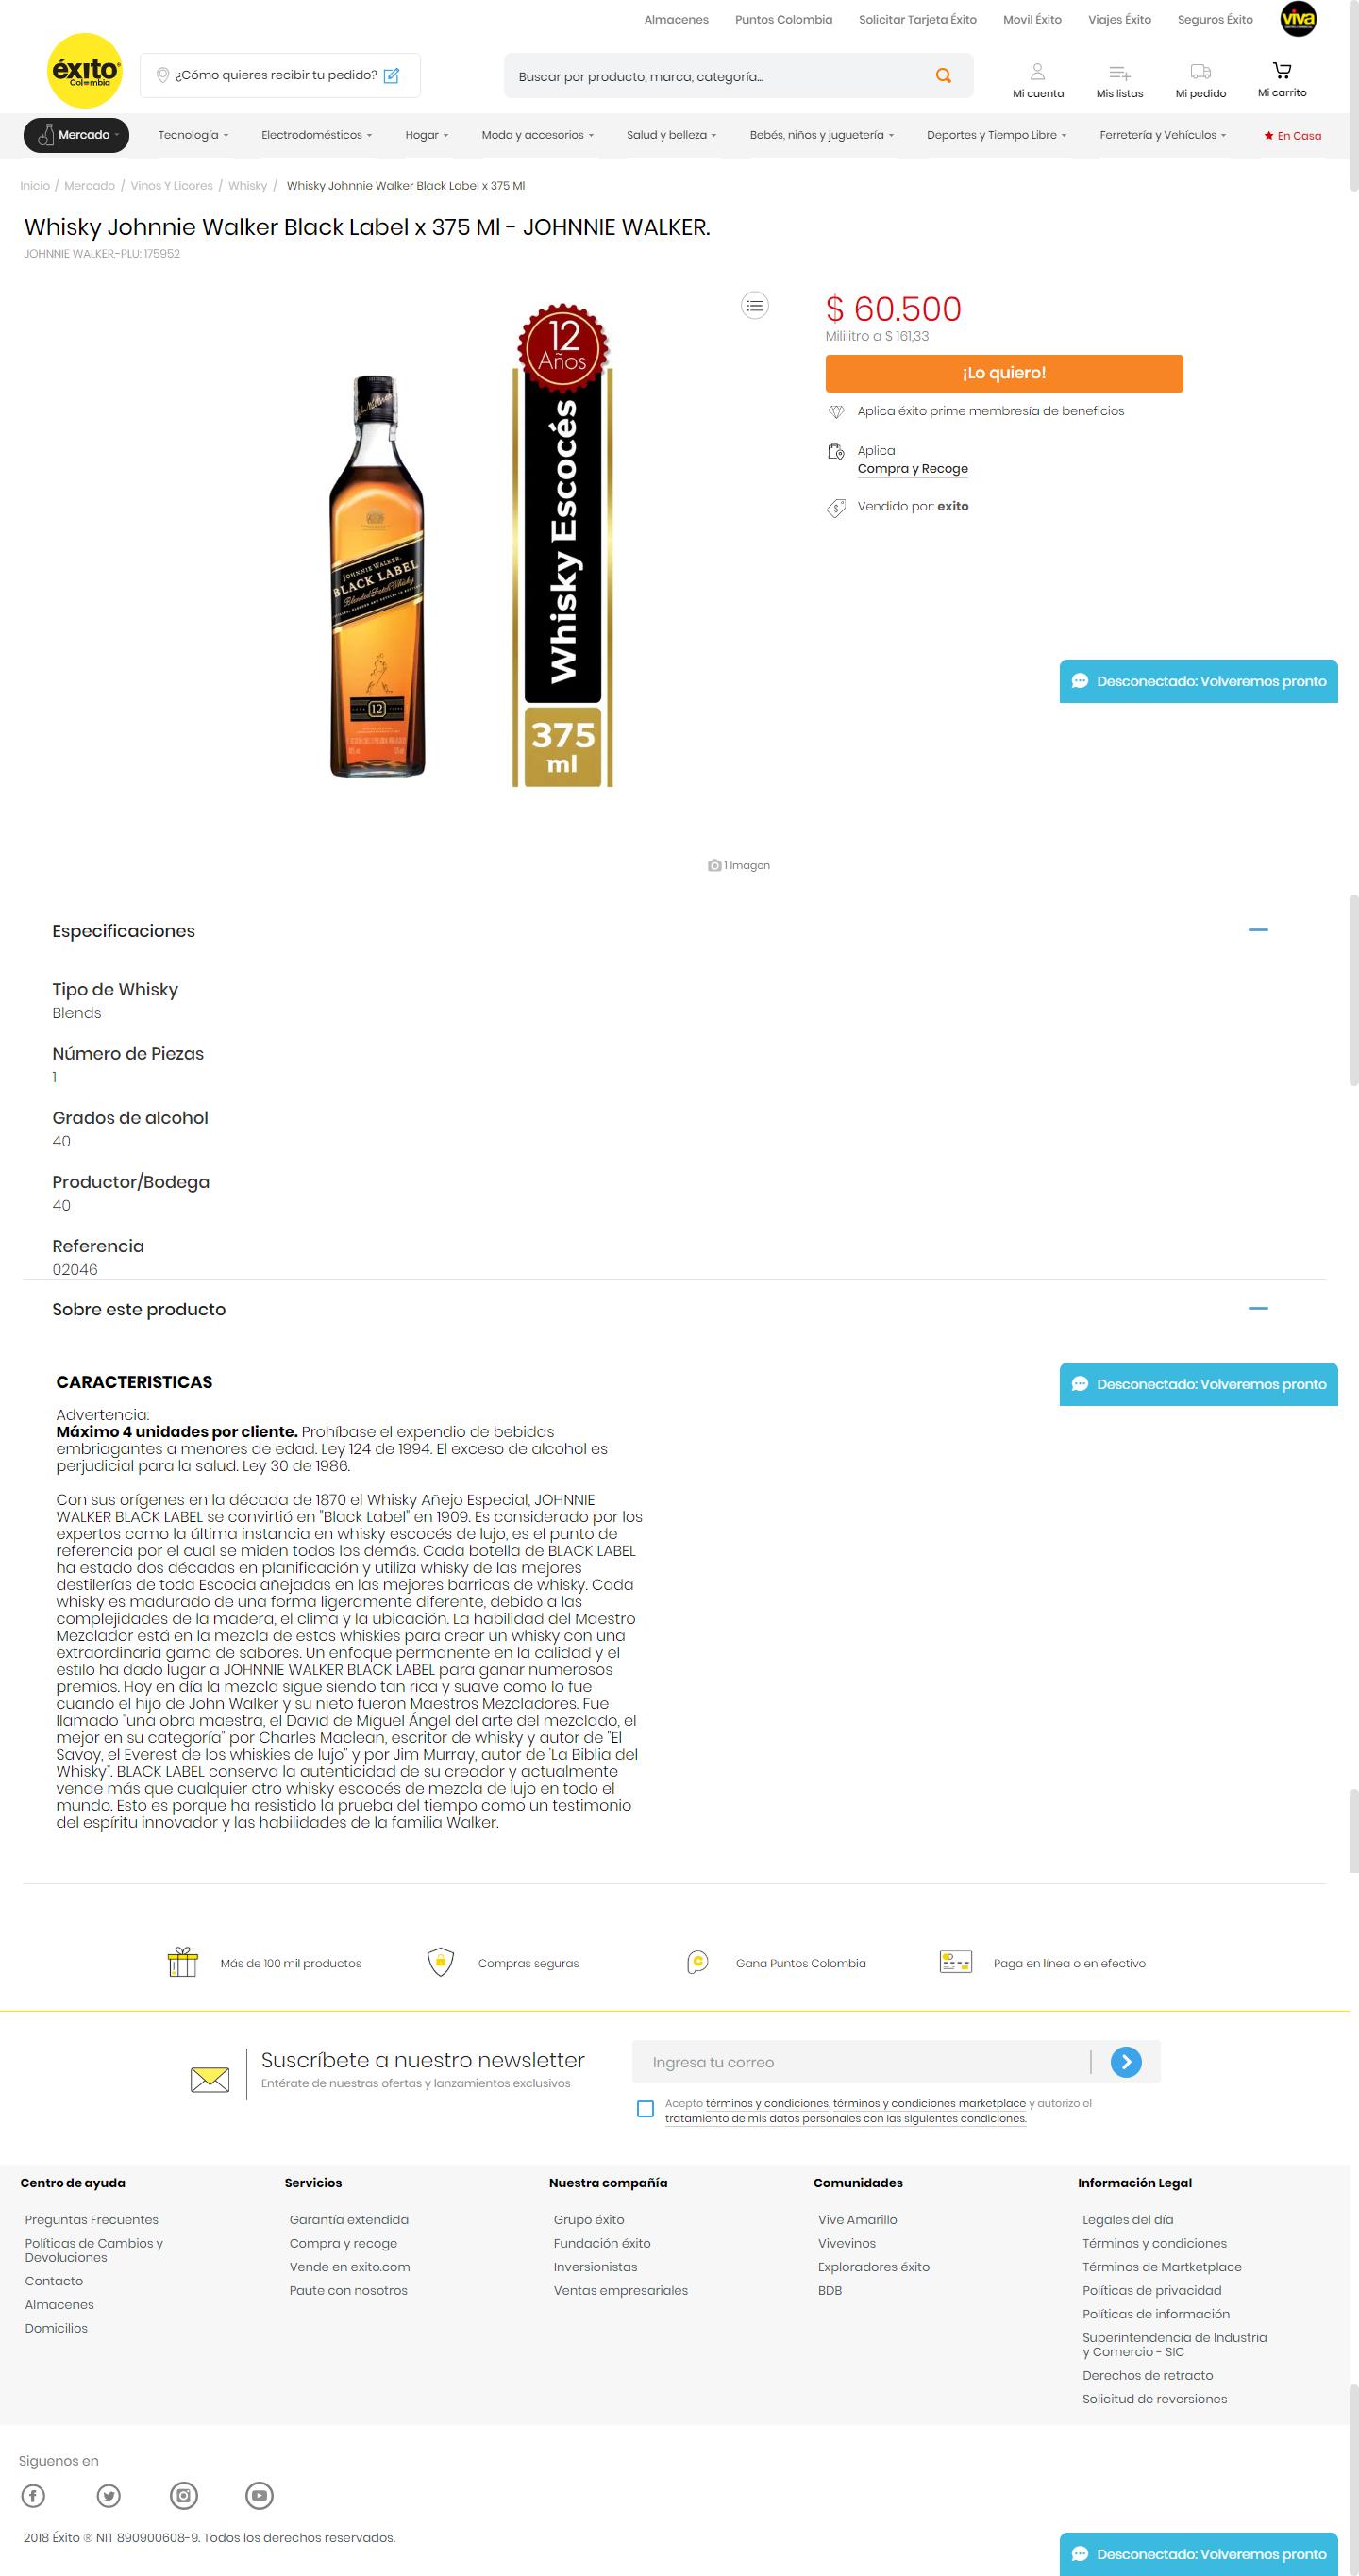 Almacenes Puntos Colombia Solicitar Tarjeta Éxito Movil Éxito Viajes Éxito Seguros Éxito viva
éxito
Colombia
¿Cómo quieres recibir tu pedido?
Buscar por producto, marca, categoría...
Mi cuenta Mis listas Mi pedido Mi carrito
Mercado Tecnología Electrodomésticos Hogar Moda y accesorios Salud y belleza Bebés, niños y juguetería Deportes y Tiempo Libre Ferretería y Vehículos En Casa
Inicio / Mercado / Vinos Y Licores / Whisky / Whisky Johnnie Walker Black Label x 375 Ml
Whisky Johnnie Walker Black Label x 375 Ml - JOHNNIE WALKER.
JOHNNIE WALKER.-PLU: 175952
12
Años
Whisky Escocés
375
ml
JOHNNIE WALKER.
BLACK LABEL
Blended Scotch Whisky
12
$ 60.500
Mililitro a $ 161,33
¡Lo quiero!
Aplica éxito prime membresía de beneficios
Aplica
Compra y Recoge
Vendido por: exito
Desconectado: Volveremos pronto
1 Imagen
Especificaciones
Tipo de Whisky
Blends
Número de Piezas
1
Grados de alcohol
40
Productor/Bodega
40
Referencia
02046
Sobre este producto
CARACTERISTICAS
Desconectado: Volveremos pronto
Advertencia:
Máximo 4 unidades por cliente. Prohíbase el expendio de bebidas
embriagantes a menores de edad. Ley 124 de 1994. El exceso de alcohol es
perjudicial para la salud. Ley 30 de 1986.
Con sus orígenes en la década de 1870 el Whisky Añejo Especial, JOHNNIE
WALKER BLACK LABEL se convirtió en "Black Label" en 1909. Es considerado por los
expertos como la última instancia en whisky escocés de lujo, es el punto de
referencia por el cual se miden todos los demás. Cada botella de BLACK LABEL
ha estado dos décadas en planificación y utiliza whisky de las mejores
destilerías de toda Escocia añejadas en las mejores barricas de whisky. Cada
whisky es madurado de una forma ligeramente diferente, debido a las
complejidades de la madera, el clima y la ubicación. La habilidad del Maestro
Mezclador está en la mezcla de estos whiskies para crear un whisky con una
extraordinaria gama de sabores. Un enfoque permanente en la calidad y el
estilo ha dado lugar a JOHNNIE WALKER BLACK LABEL para ganar numerosos
premios. Hoy en día la mezcla sigue siendo tan rica y suave como lo fue
cuando el hijo de John Walker y su nieto fueron Maestros Mezcladores. Fue
llamado "una obra maestra, el David de Miguel Ángel del arte del mezclado, el
mejor en su categoría" por Charles Maclean, escritor de whisky y autor de "El
Savoy, el Everest de los whiskies de lujo" y por Jim Murray, autor de 'La Biblia del
Whisky". BLACK LABEL conserva la autenticidad de su creador y actualmente
vende más que cualquier otro whisky escocés de mezcla de lujo en todo el
mundo. Esto es porque ha resistido la prueba del tiempo como un testimonio
del espíritu innovador y las habilidades de la familia Walker.
Más de 100 mil productos Compras seguras Gana Puntos Colombia Paga en línea o en efectivo
Suscríbete a nuestro newsletter
Entérate de nuestras ofertas y lanzamientos exclusivos
Ingresa tu correo
Acepto términos y condiciones, términos y condiciones marketplace y autorizo el
tratamiento de mis datos personales con las siguientes condiciones.
Centro de ayuda
Preguntas Frecuentes
Políticas de Cambios y
Devoluciones
Contacto
Almacenes
Domicilios
Servicios
Garantía extendida
Compra y recoge
Vende en exito.com
Paute con nosotros
Nuestra compañía
Grupo éxito
Fundación éxito
Inversionistas
Ventas empresariales
Comunidades
Vive Amarillo
Vivevinos
Exploradores éxito
BDB
Información Legal
Legales del día
Términos y condiciones
Términos de Martketplace
Políticas de privacidad
Políticas de información
Superintendencia de Industria
y Comercio - SIC
Derechos de retracto
Solicitud de reversiones
Siguenos en
2018 Éxito ® NIT 890900608-9. Todos los derechos reservados.
Desconectado: Volveremos pronto